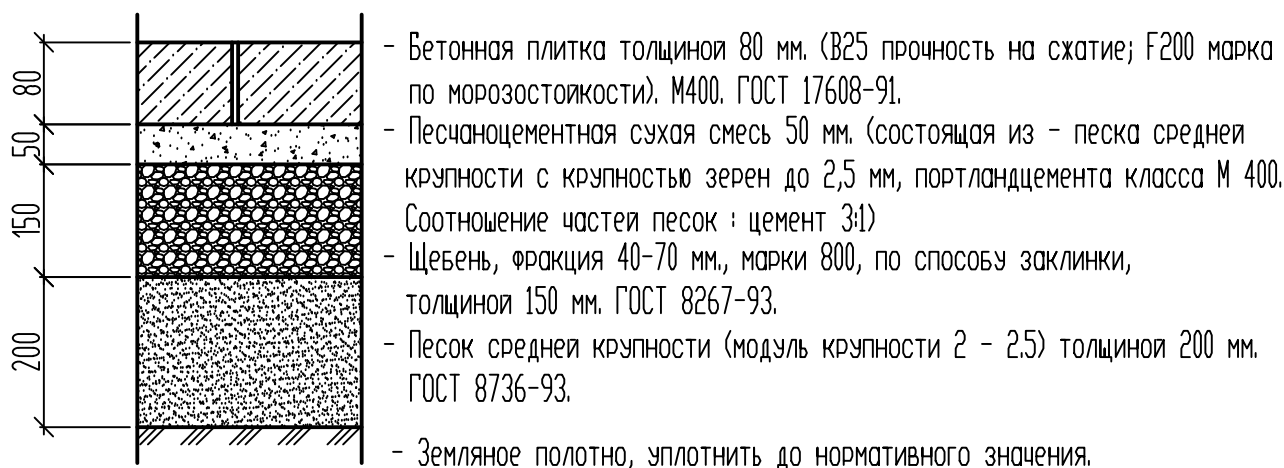 80
50
150
200
- Бетонная плитка толщиной 80 мм. (В25 прочность на сжатие; F200 марка
по морозостойкости). М400. ГОСТ 17608-91.
- Песчаноцементная сухая смесь 50 мм. (состоящая из - песка средней
крупности с крупностью зерен до 2,5 мм, портландцемента класса М 400.
Соотношение частей песок : цемент 3:1)
- Щебень, фракция 40-70 мм., марки 800, по способу заклинки,
толщиной 150 мм. ГОСТ 8267-93.
- Песок средней крупности (модуль крупности 2 - 2.5) толщиной 200 мм.
ГОСТ 8736-93.
- Земляное полотно, уплотнить до нормативного значения.